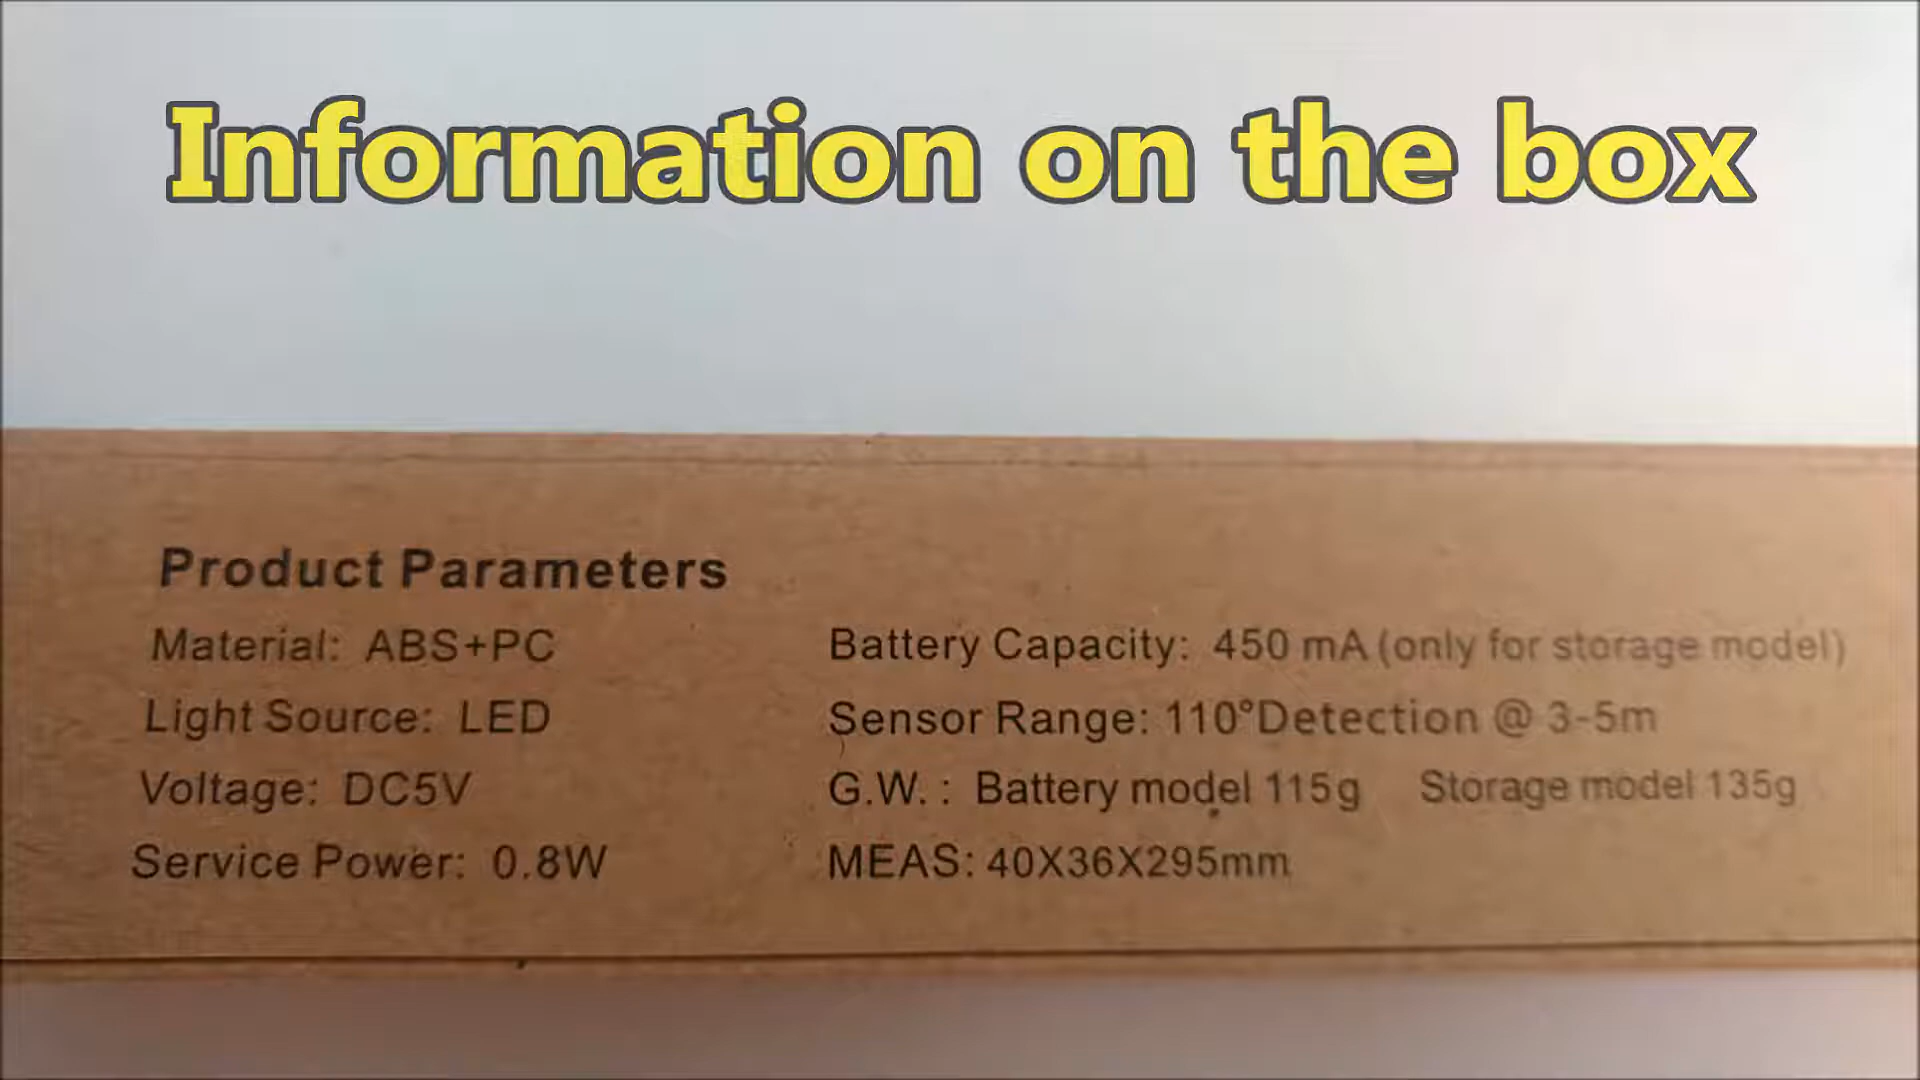 Information on the box
Product Parameters
Material: ABS+PC
Light Source: LED
Voltage: DC5V
Service Power: 0.8W
Battery Capacity: 450 mA (only for storage model)
Sensor Range: 110°Detection @ 3-5m
G.W. : Battery model 115g Storage model 135g
MEAS: 40X36X295mm